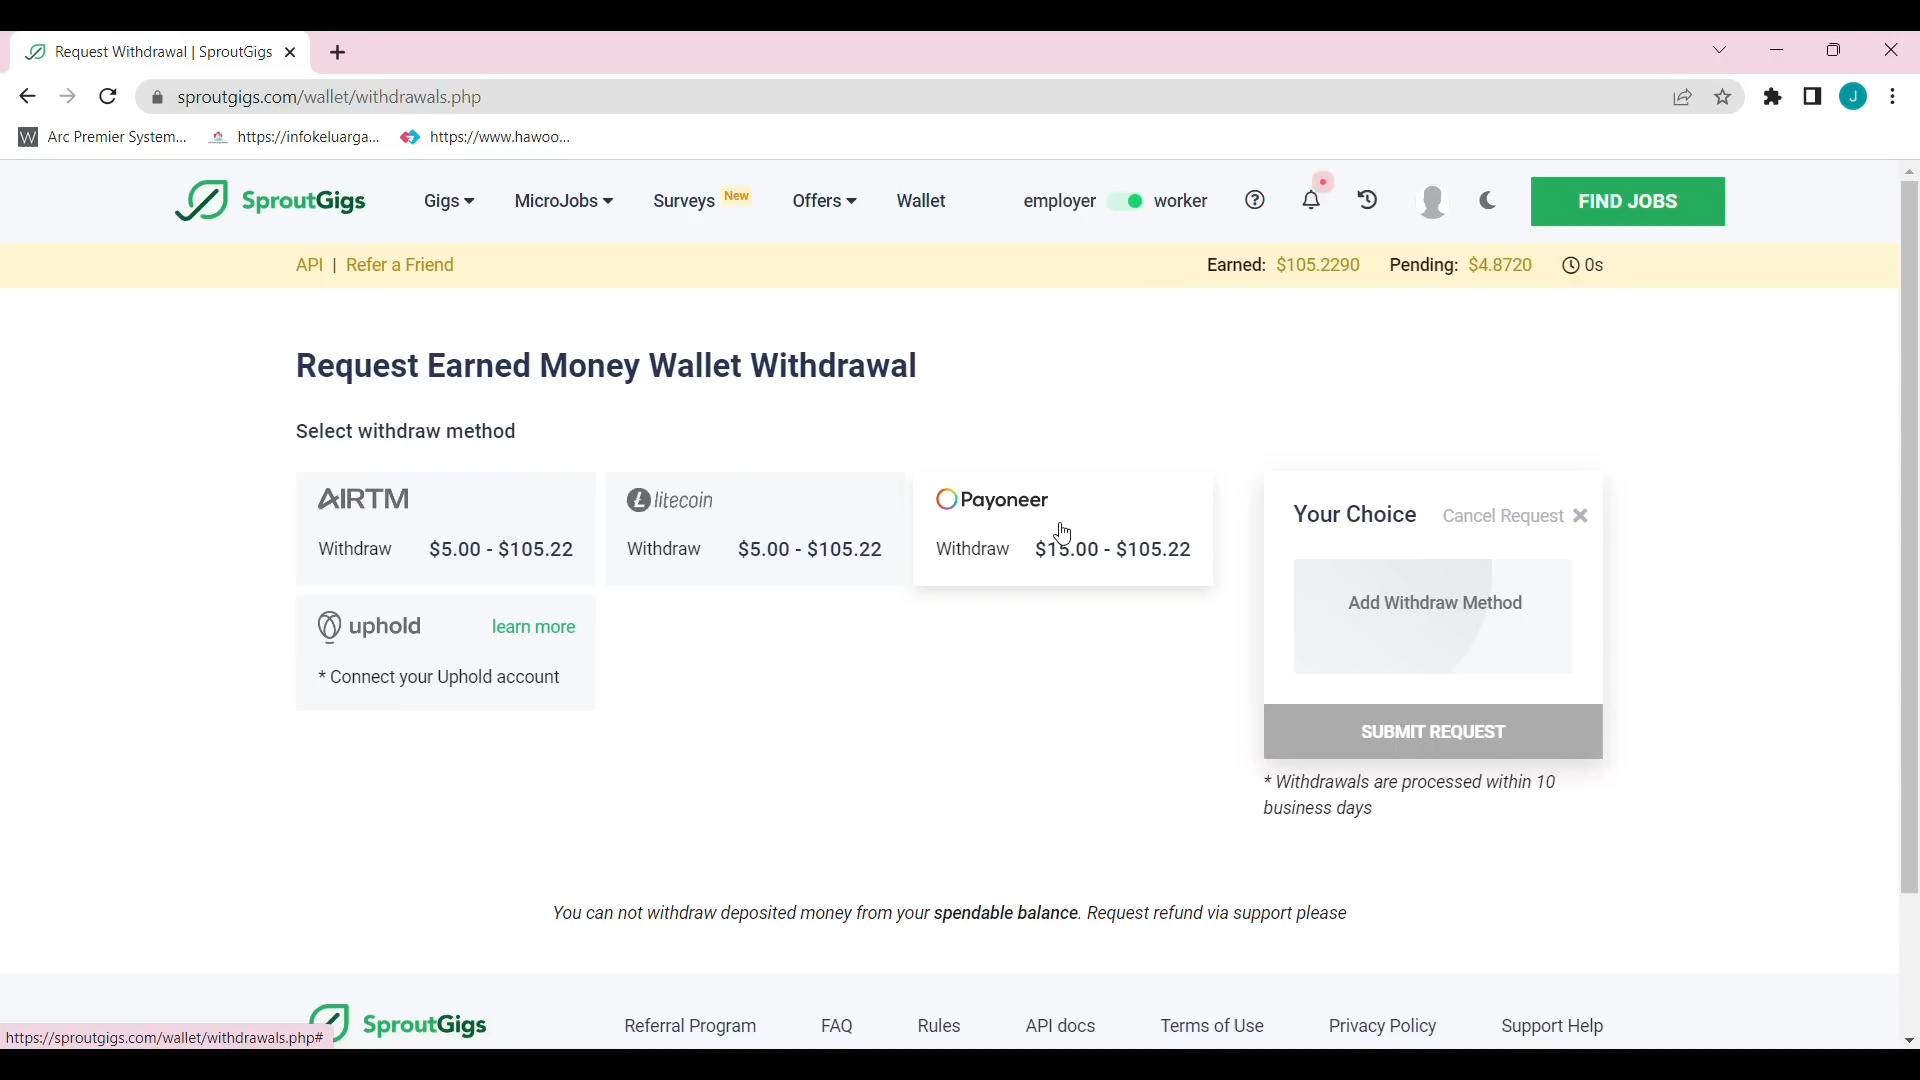 Request Withdrawal | SproutGigs
sproutgigs.com/wallet/withdrawals.php
J
W Arc Premier System...
https://infokeluarga...
https://www.hawoo...
SproutGigs
Gigs
MicroJobs
Surveys New
Offers
Wallet
employer
worker
FIND JOBS
API | Refer a Friend
Earned: $105.2290
Pending: $4.8720
0s
Request Earned Money Wallet Withdrawal
Select withdraw method
AIRTM
Withdraw $5.00 - $105.22
litecoin
Withdraw $5.00 - $105.22
Payoneer
Withdraw $15.00 - $105.22
uphold learn more
* Connect your Uphold account
Your Choice Cancel Request
Add Withdraw Method
SUBMIT REQUEST
* Withdrawals are processed within 10
business days
You can not withdraw deposited money from your spendable balance. Request refund via support please
SproutGigs
Referral Program
FAQ
Rules
API docs
Terms of Use
Privacy Policy
Support Help
https://sproutgigs.com/wallet/withdrawals.php#